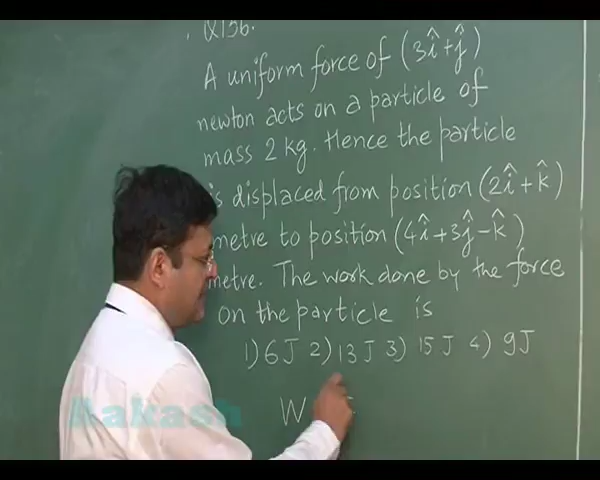 Q156.
A uniform force of (3î+ĵ)
newton acts on a particle of
mass 2 kg. Hence the particle
is displaced from position (2î+k̂)
metre to position (4î+3ĵ-k̂)
metre. The work done by the force
on the particle is
1) 6 J 2) 13 J 3) 15 J 4) 9 J
W =
Aakash